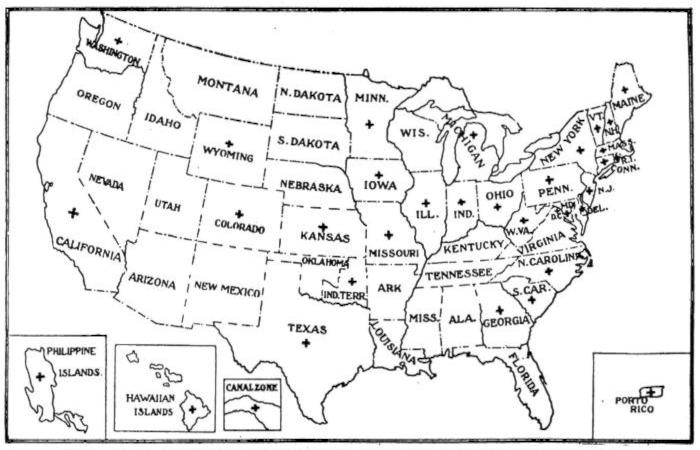 WASHINGTON
OREGON
IDAHO
MONTANA
WYOMING
N. DAKOTA
S. DAKOTA
NEBRASKA
MINN.
WIS.
MICHIGAN
IOWA
NEVADA
UTAH
COLORADO
CALIFORNIA
ARIZONA
NEW MEXICO
KANSAS
OKLAHOMA
IND. TERR.
TEXAS
MISSOURI
ARK
LOUISIANA
ILL.
IND.
OHIO
KENTUCKY
TENNESSEE
MISS.
ALA.
GEORGIA
FLORIDA
S. CAR.
N. CAROLINA
VIRGINIA
W. VA.
PENN.
NEW YORK
MAINE
VT.
N.H.
MASS.
R.I.
CONN.
N.J.
DEL.
MD.
D.C.
PHILIPPINE
ISLANDS.
HAWAIIAN
ISLANDS
CANAL ZONE
PORTO
RICO